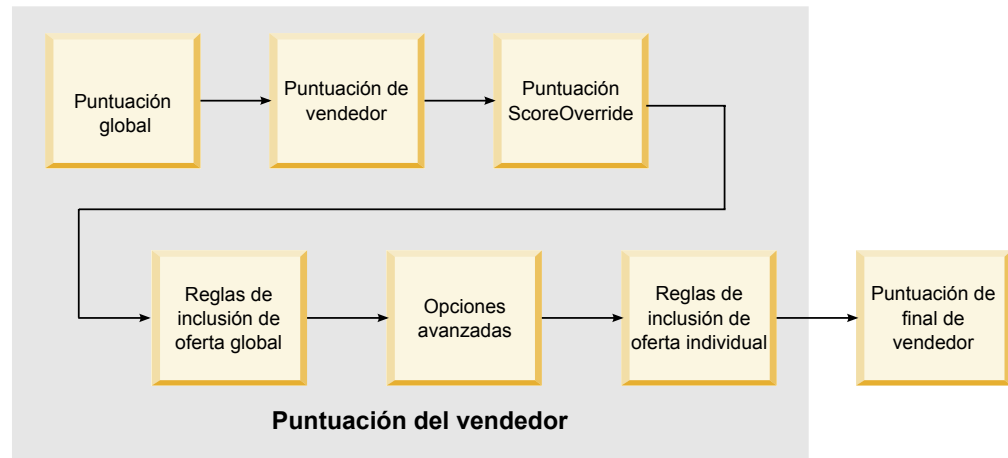 Puntuación
global
Puntuación de
vendedor
Puntuación
ScoreOverride
Reglas de
inclusión de
oferta global
Opciones
avanzadas
Reglas de
inclusión de
oferta individual
Puntuación de
final de
vendedor
Puntuación del vendedor